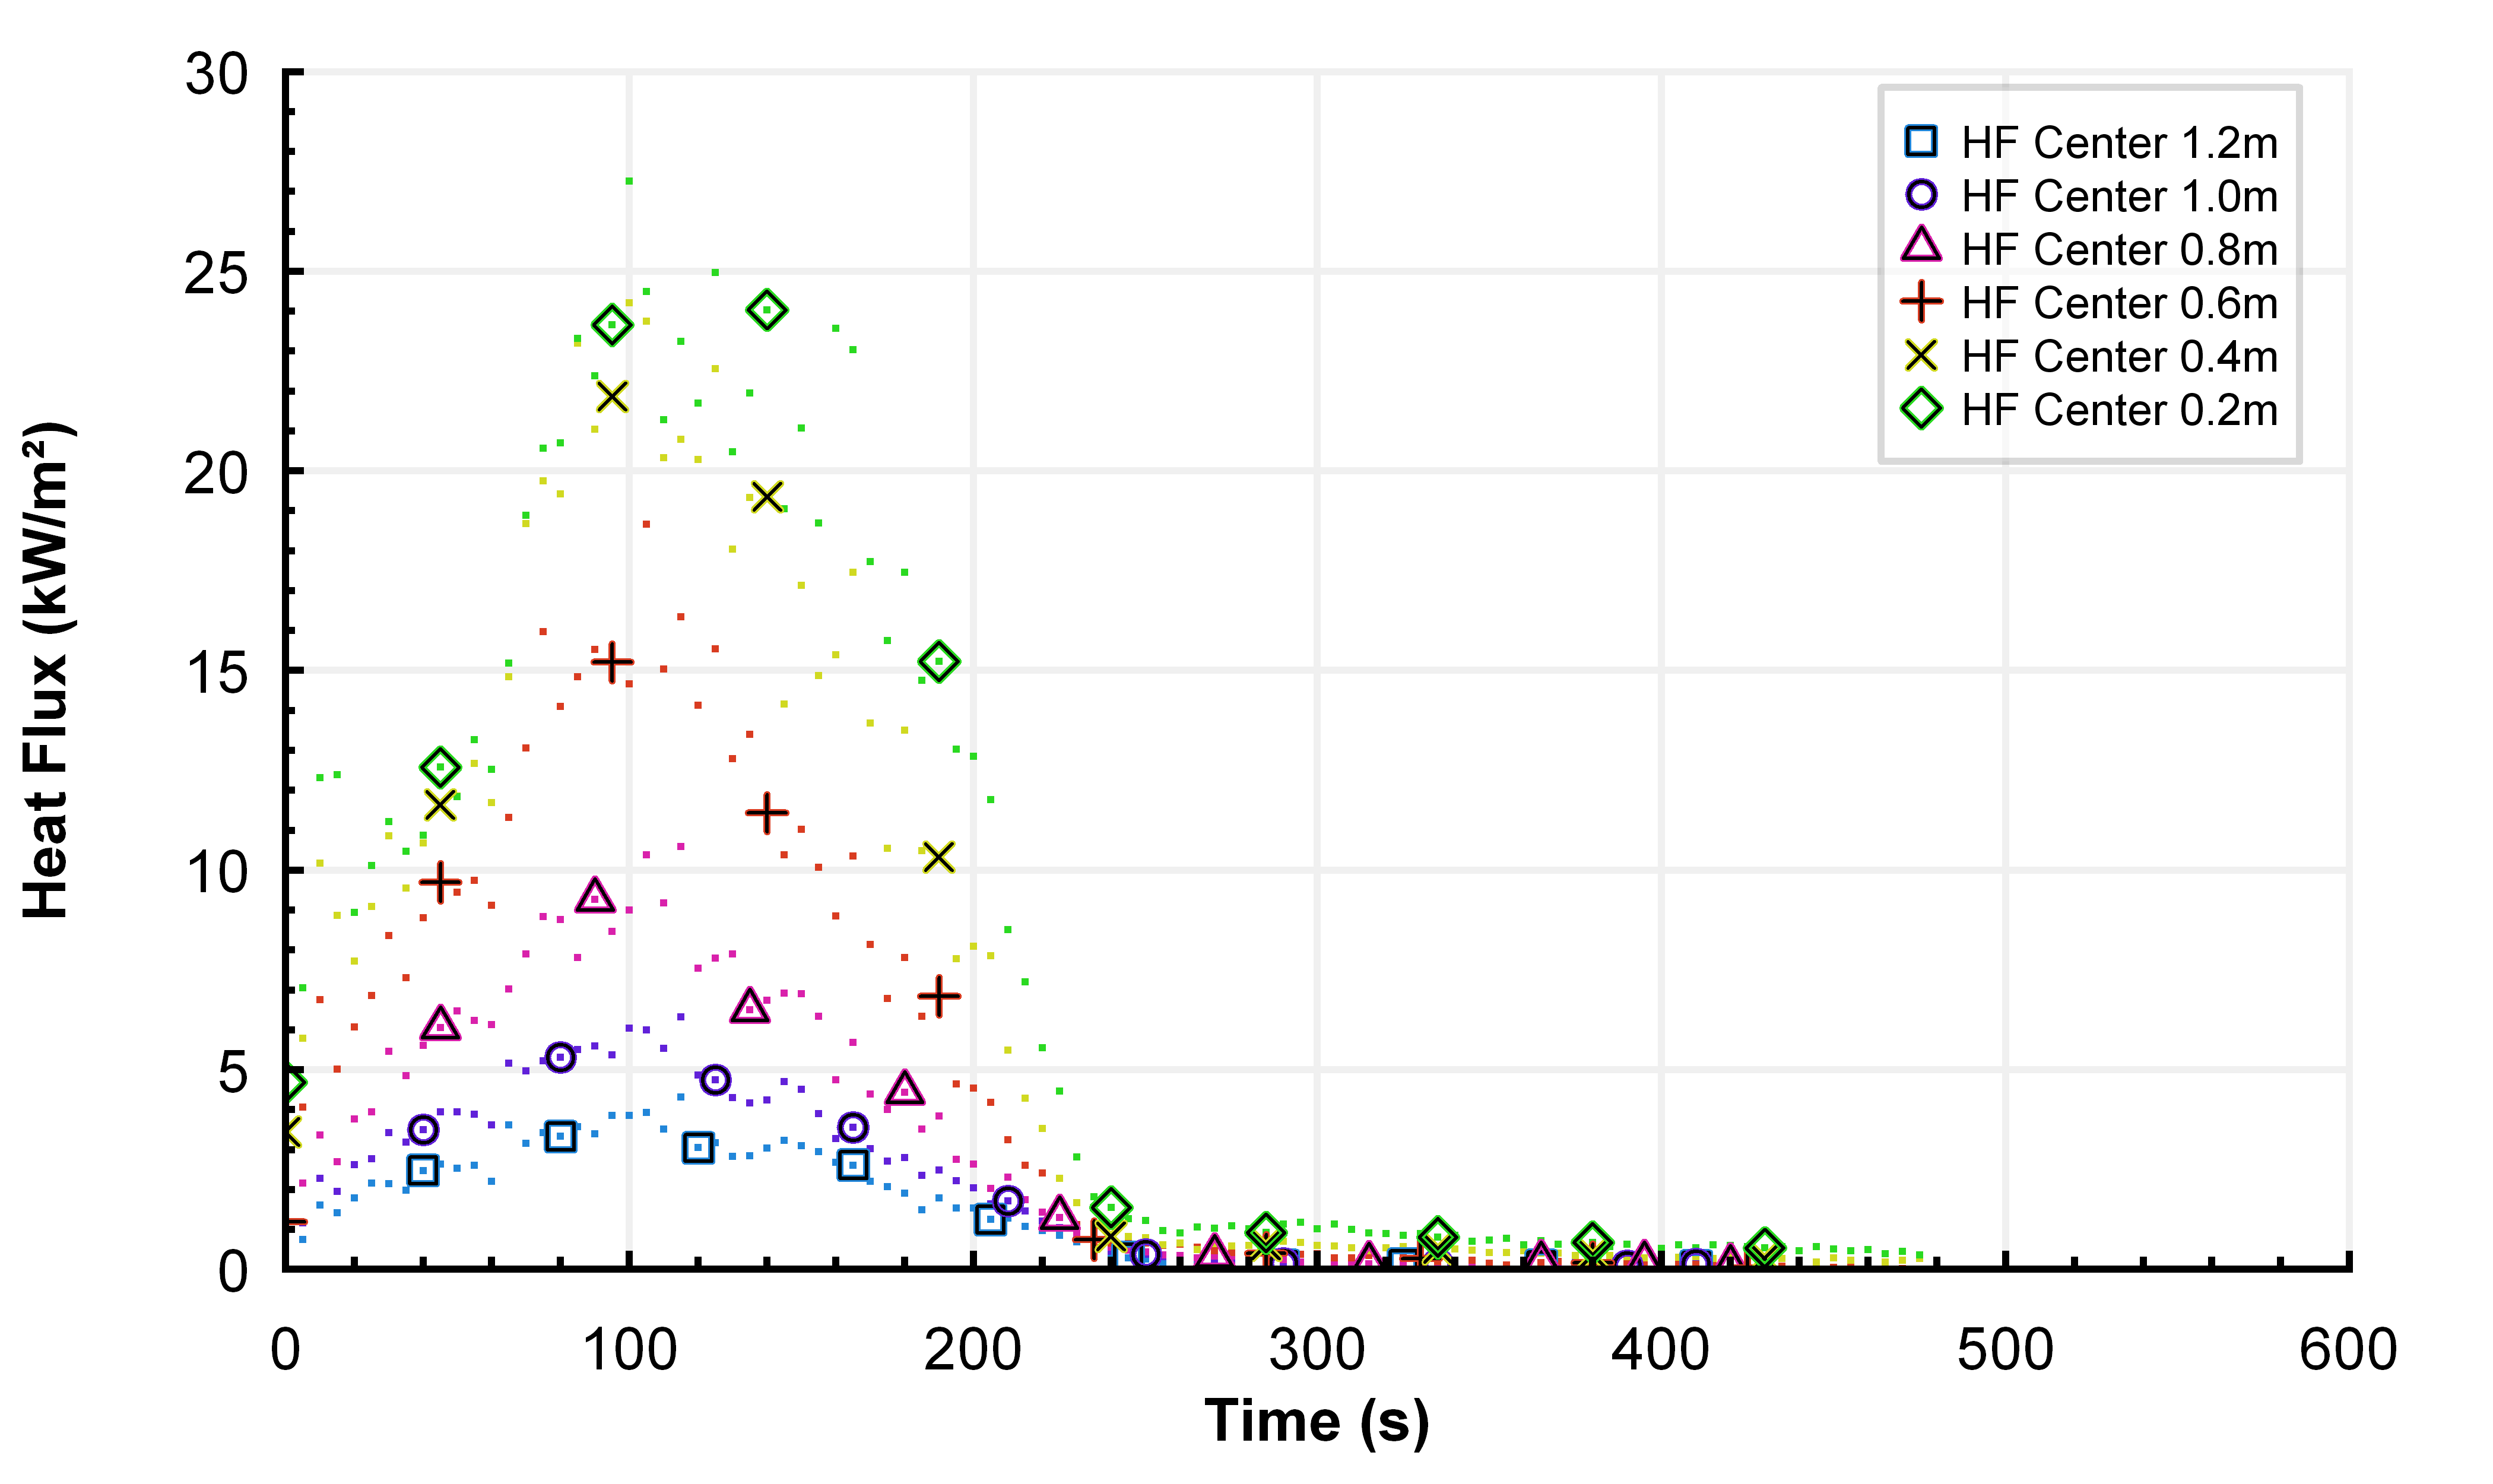 30
25
20
15
10
5
0
Heat Flux (kW/m²)
HF Center 1.2m
HF Center 1.0m
HF Center 0.8m
HF Center 0.6m
HF Center 0.4m
HF Center 0.2m
0 100 200 300 400 500 600
Time (s)